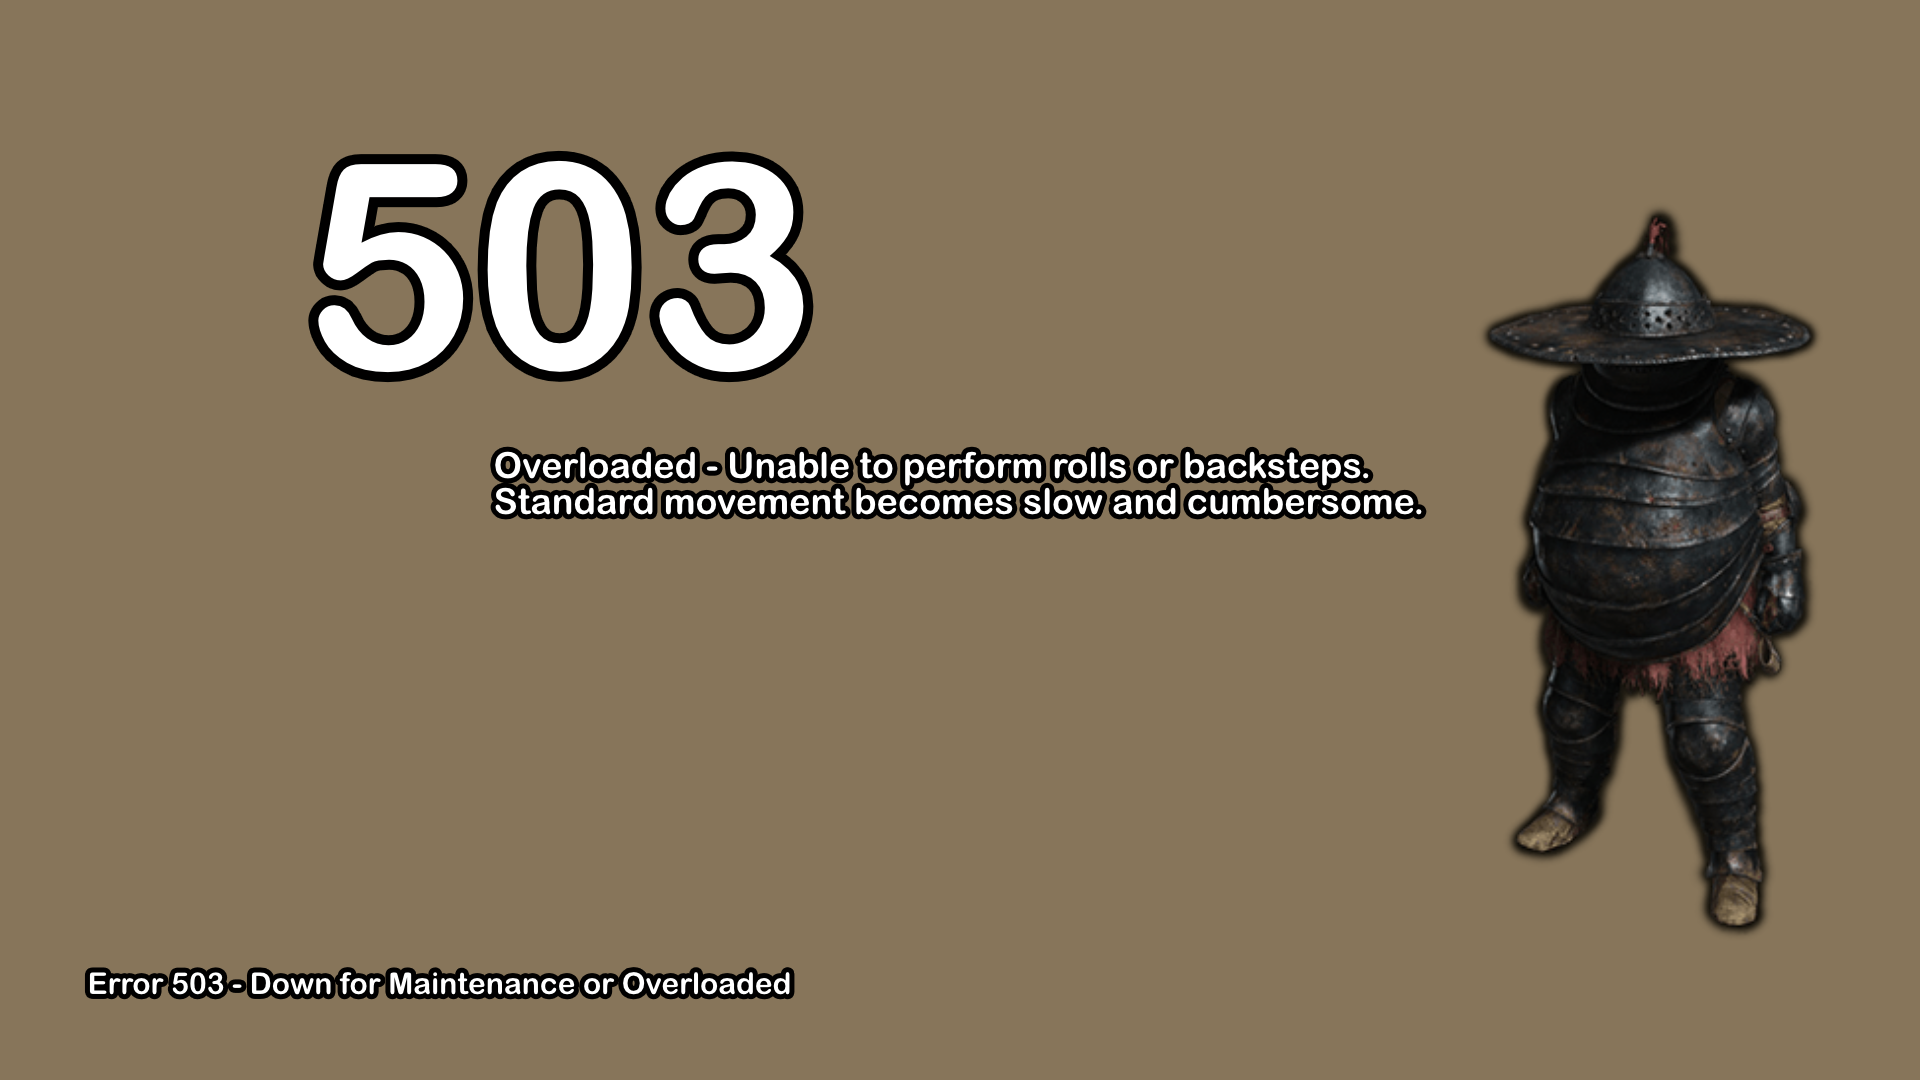 503
Overloaded - Unable to perform rolls or backsteps.
Standard movement becomes slow and cumbersome.
Error 503 - Down for Maintenance or Overloaded